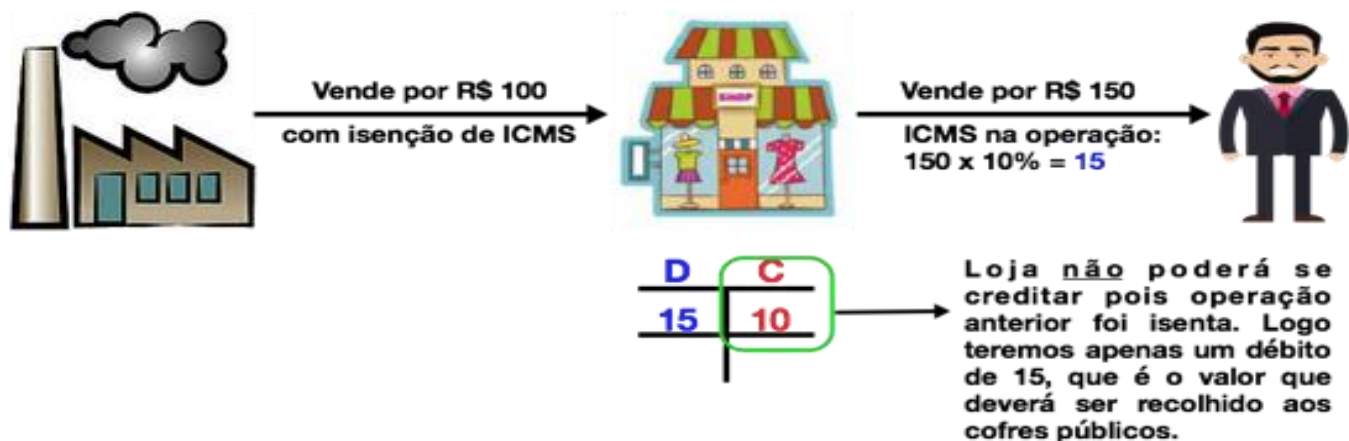 Vende por R$ 100
com isenção de ICMS
SHOP
Vende por R$ 150
ICMS na operação:
150 x 10% = 15
D C
15 10
Loja não poderá se
creditar pois operação
anterior foi isenta. Logo
teremos apenas um débito
de 15, que é o valor que
deverá ser recolhido aos
cofres públicos.